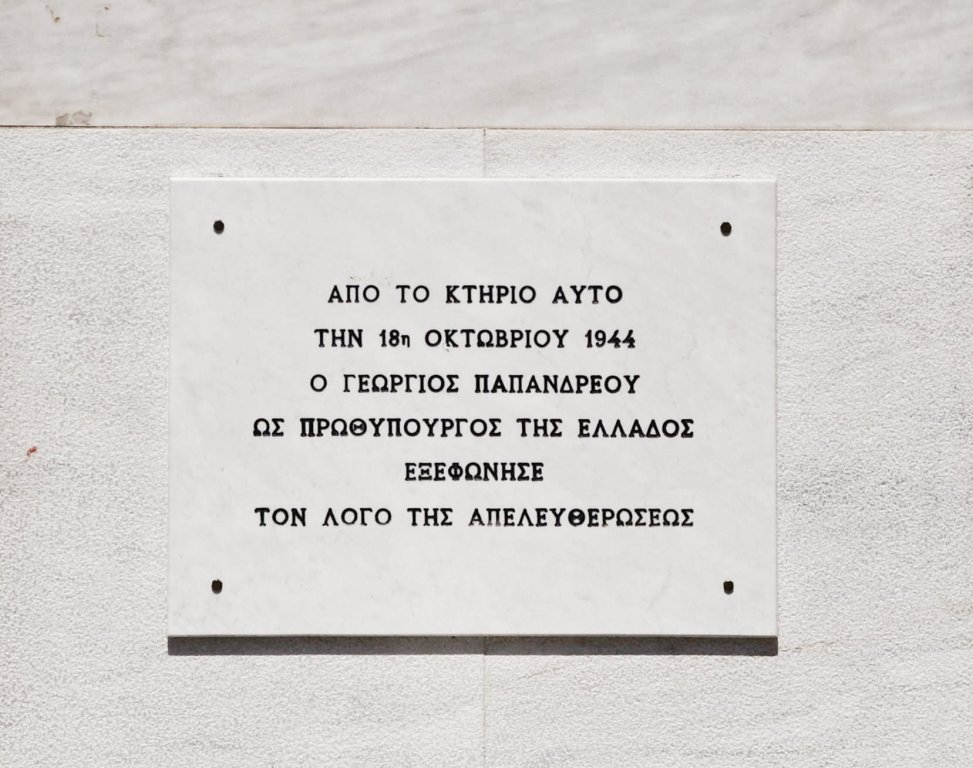 ΑΠΟ ΤΟ ΚΤΗΡΙΟ ΑΥΤΟ
ΤΗΝ 18η ΟΚΤΩΒΡΙΟΥ 1944
Ο ΓΕΩΡΓΙΟΣ ΠΑΠΑΝΔΡΕΟΥ
ΩΣ ΠΡΩΘΥΠΟΥΡΓΟΣ ΤΗΣ ΕΛΛΑΔΟΣ
ΕΞΕΦΩΝΗΣΕ
ΤΟΝ ΛΟΓΟ ΤΗΣ ΑΠΕΛΕΥΘΕΡΩΣΕΩΣ